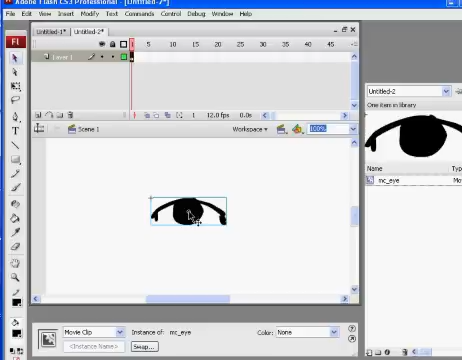 Adobe Flash CS3 Professional - [Untitled-7*]
File Edit View Insert Modify Text Commands Control Debug Window Help
Untitled-1* Untitled-2*
1 5 10 15 20 25 30 35 40 45
Layer 1
1 12.0 fps 0.0s
Scene 1 Workspace 100%
Untitled-2
One item in library
Name Type
mc_eye
Movie Clip Instance of: mc_eye Color: None
<Instance Name> Swap...